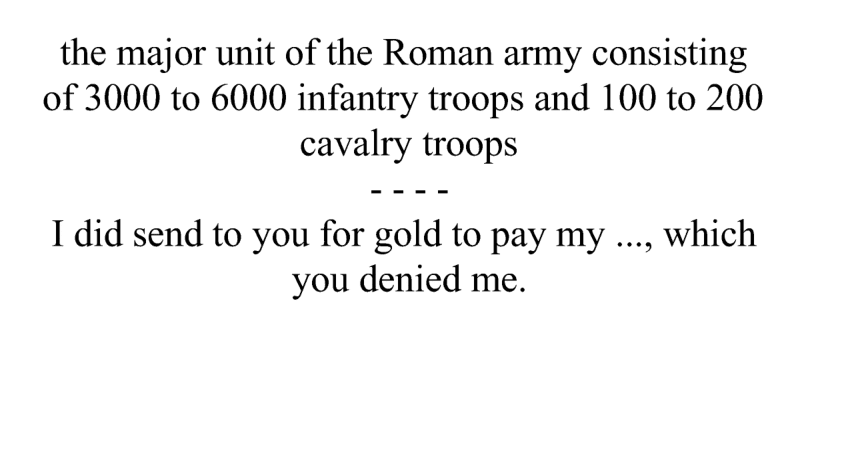 the major unit of the Roman army consisting
of 3000 to 6000 infantry troops and 100 to 200
cavalry troops
- - - -
I did send to you for gold to pay my ..., which
you denied me.